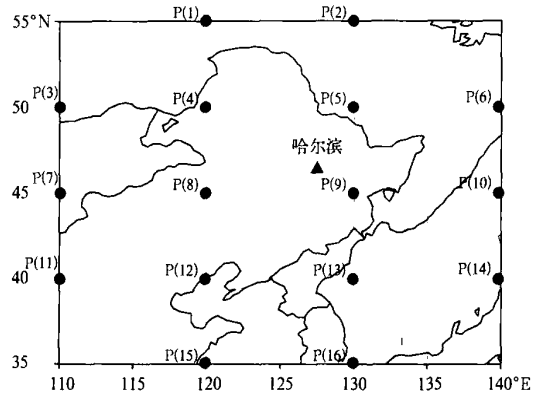 P(1) P(2)
55°N
P(3) P(4) P(5) P(6)
50
哈尔滨
P(7) P(8) P(9) P(10)
45
P(11) P(12) P(13) P(14)
40
P(15) P(16)
35
110 115 120 125 130 135 140°E